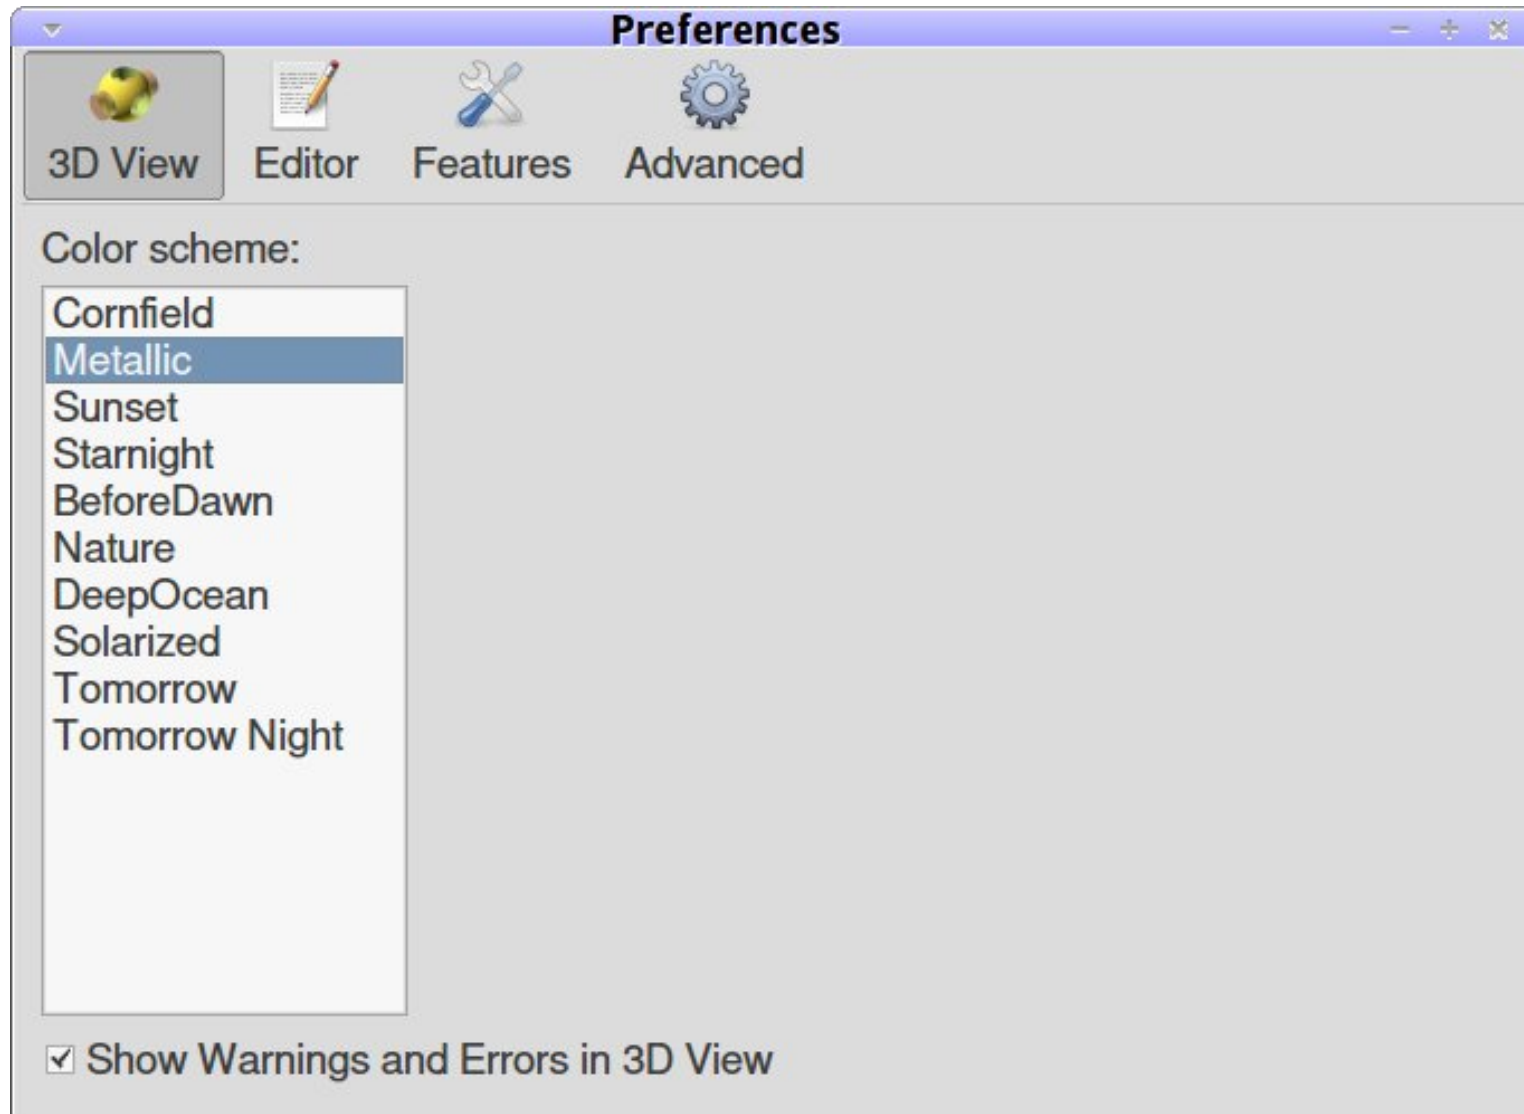 Preferences
3D View Editor Features Advanced
Color scheme:
Cornfield
Metallic
Sunset
Starnight
BeforeDawn
Nature
DeepOcean
Solarized
Tomorrow
Tomorrow Night
Show Warnings and Errors in 3D View